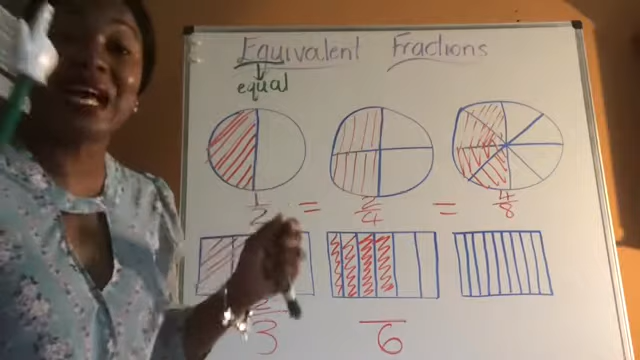 Equivalent Fractions
equal
1/2 = 2/4 = 4/8
3
6